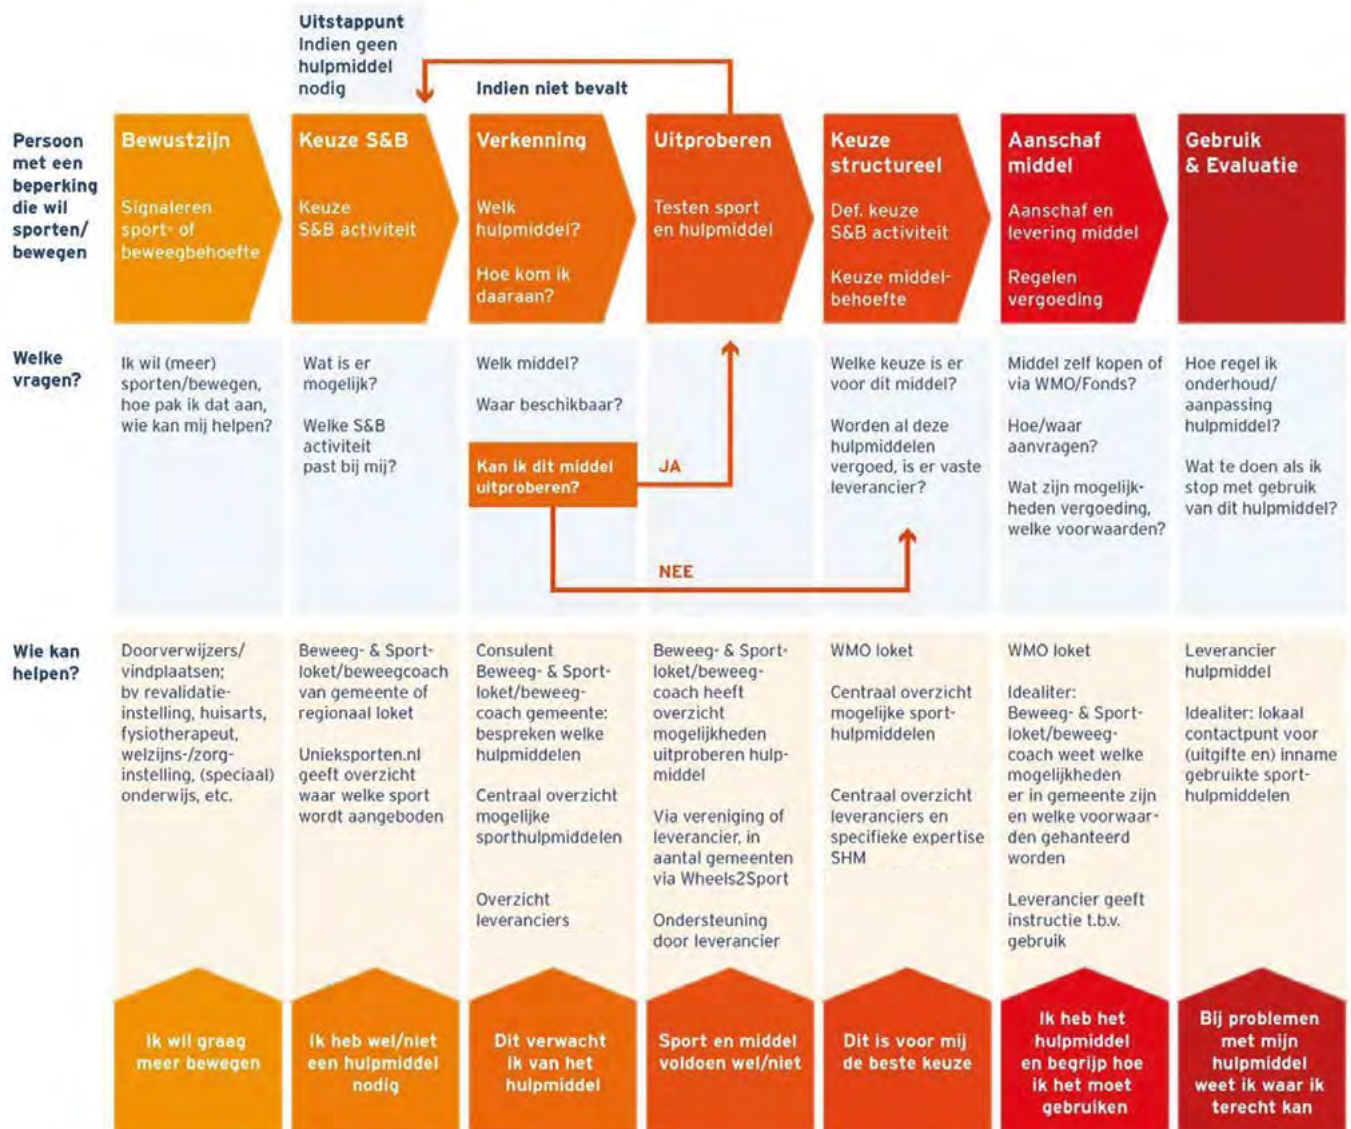 Uitstappunt
Indien geen
hulpmiddel
nodig
Indien niet bevalt
Persoon
met een
beperking
die wil
sporten/
bewegen
Bewustzijn
Signaleren
sport- of
beweegbehoefte
Keuze S&B
Keuze
S&B activiteit
Verkenning
Welk
hulpmiddel?
Hoe kom ik
daaraan?
Uitproberen
Testen sport
en hulpmiddel
Keuze
structureel
Def. keuze
S&B activiteit
Keuze middel-
behoefte
Aanschaf
middel
Aanschaf en
levering middel
Regelen
vergoeding
Gebruik
& Evaluatie
Welke
vragen?
Ik wil (meer)
sporten/bewegen,
hoe pak ik dat aan,
wie kan mij helpen?
Wat is er
mogelijk?
Welke S&B
activiteit
past bij mij?
Welk middel?
Waar beschikbaar?
Kan ik dit middel
uitproberen?
JA
NEE
Welke keuze is er
voor dit middel?
Worden al deze
hulpmiddelen
vergoed, is er vaste
leverancier?
Middel zelf kopen of
via WMO/Fonds?
Hoe/waar
aanvragen?
Wat zijn mogelijk-
heden vergoeding,
welke voorwaarden?
Hoe regel ik
onderhoud/
aanpassing
hulpmiddel?
Wat te doen als ik
stop met gebruik
van dit hulpmiddel?
Wie kan
helpen?
Doorverwijzers/
vindplaatsen;
bv revalidatie-
instelling, huisarts,
fysiotherapeut,
welzijns-/zorg-
instelling, (speciaal)
onderwijs, etc.
Beweeg- & Sport-
loket/beweegcoach
van gemeente of
regionaal loket
Unieksporten.nl
geeft overzicht
waar welke sport
wordt aangeboden
Consulent
Beweeg- & Sport-
loket/beweeg-
coach gemeente:
bespreken welke
hulpmiddelen
Centraal overzicht
mogelijke
sporthulpmiddelen
Overzicht
leveranciers
Beweeg- & Sport-
loket/beweeg-
coach heeft
overzicht
mogelijkheden
uitproberen hulp-
middel
Via vereniging of
leverancier, in
aantal gemeenten
via Wheels2Sport
Ondersteuning
door leverancier
WMO loket
Centraal overzicht
mogelijke sport-
hulpmiddelen
Centraal overzicht
leveranciers en
specifieke expertise
SHM
WMO loket
Idealiter:
Beweeg- & Sport-
loket/beweeg-
coach weet welke
mogelijkheden
er in gemeente zijn
en welke voorwaar-
den gehanteerd
worden
Leverancier geeft
instructie t.b.v.
gebruik
Leverancier
hulpmiddel
Idealiter: lokaal
contactpunt voor
(uitgifte en) inname
gebruikte sport-
hulpmiddelen
Ik wil graag
meer bewegen
Ik heb wel/niet
een hulpmiddel
nodig
Dit verwacht
ik van het
hulpmiddel
Sport en middel
voldoen wel/niet
Dit is voor mij
de beste keuze
Ik heb het
hulpmiddel
en begrijp hoe
ik het moet
gebruiken
Bij problemen
met mijn
hulpmiddel
weet ik waar ik
terecht kan